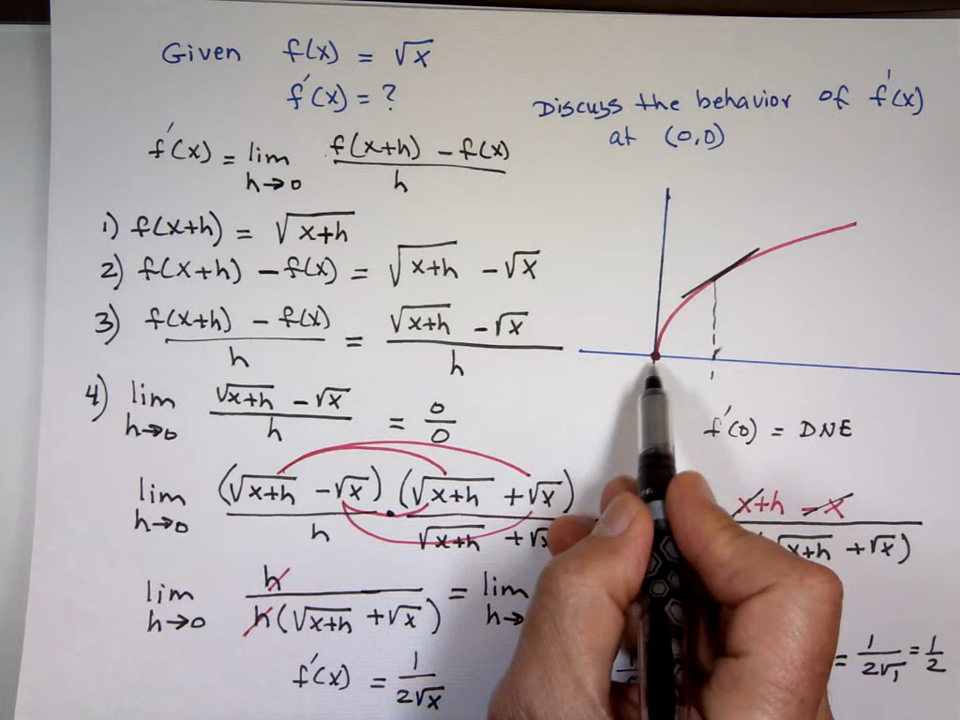 Given f(x) = √x
f'(x) = ?
Discuss the behavior of f'(x)
at (0,0)
f'(x) = lim h→0 f(x+h) - f(x) / h
1) f(x+h) = √x+h
2) f(x+h) - f(x) = √x+h - √x
3) f(x+h) - f(x) / h = √x+h - √x / h
4) lim h→0 √x+h - √x / h = 0/0
1
f'(0) = DNE
lim h→0 (√x+h - √x) / h · (√x+h + √x) / √x+h + √x
x+h - x / √x+h + √x)
lim h→0 h / h(√x+h + √x) = lim h→
f'(x) = 1 / 2√x
= 1 / 2√1 = 1/2